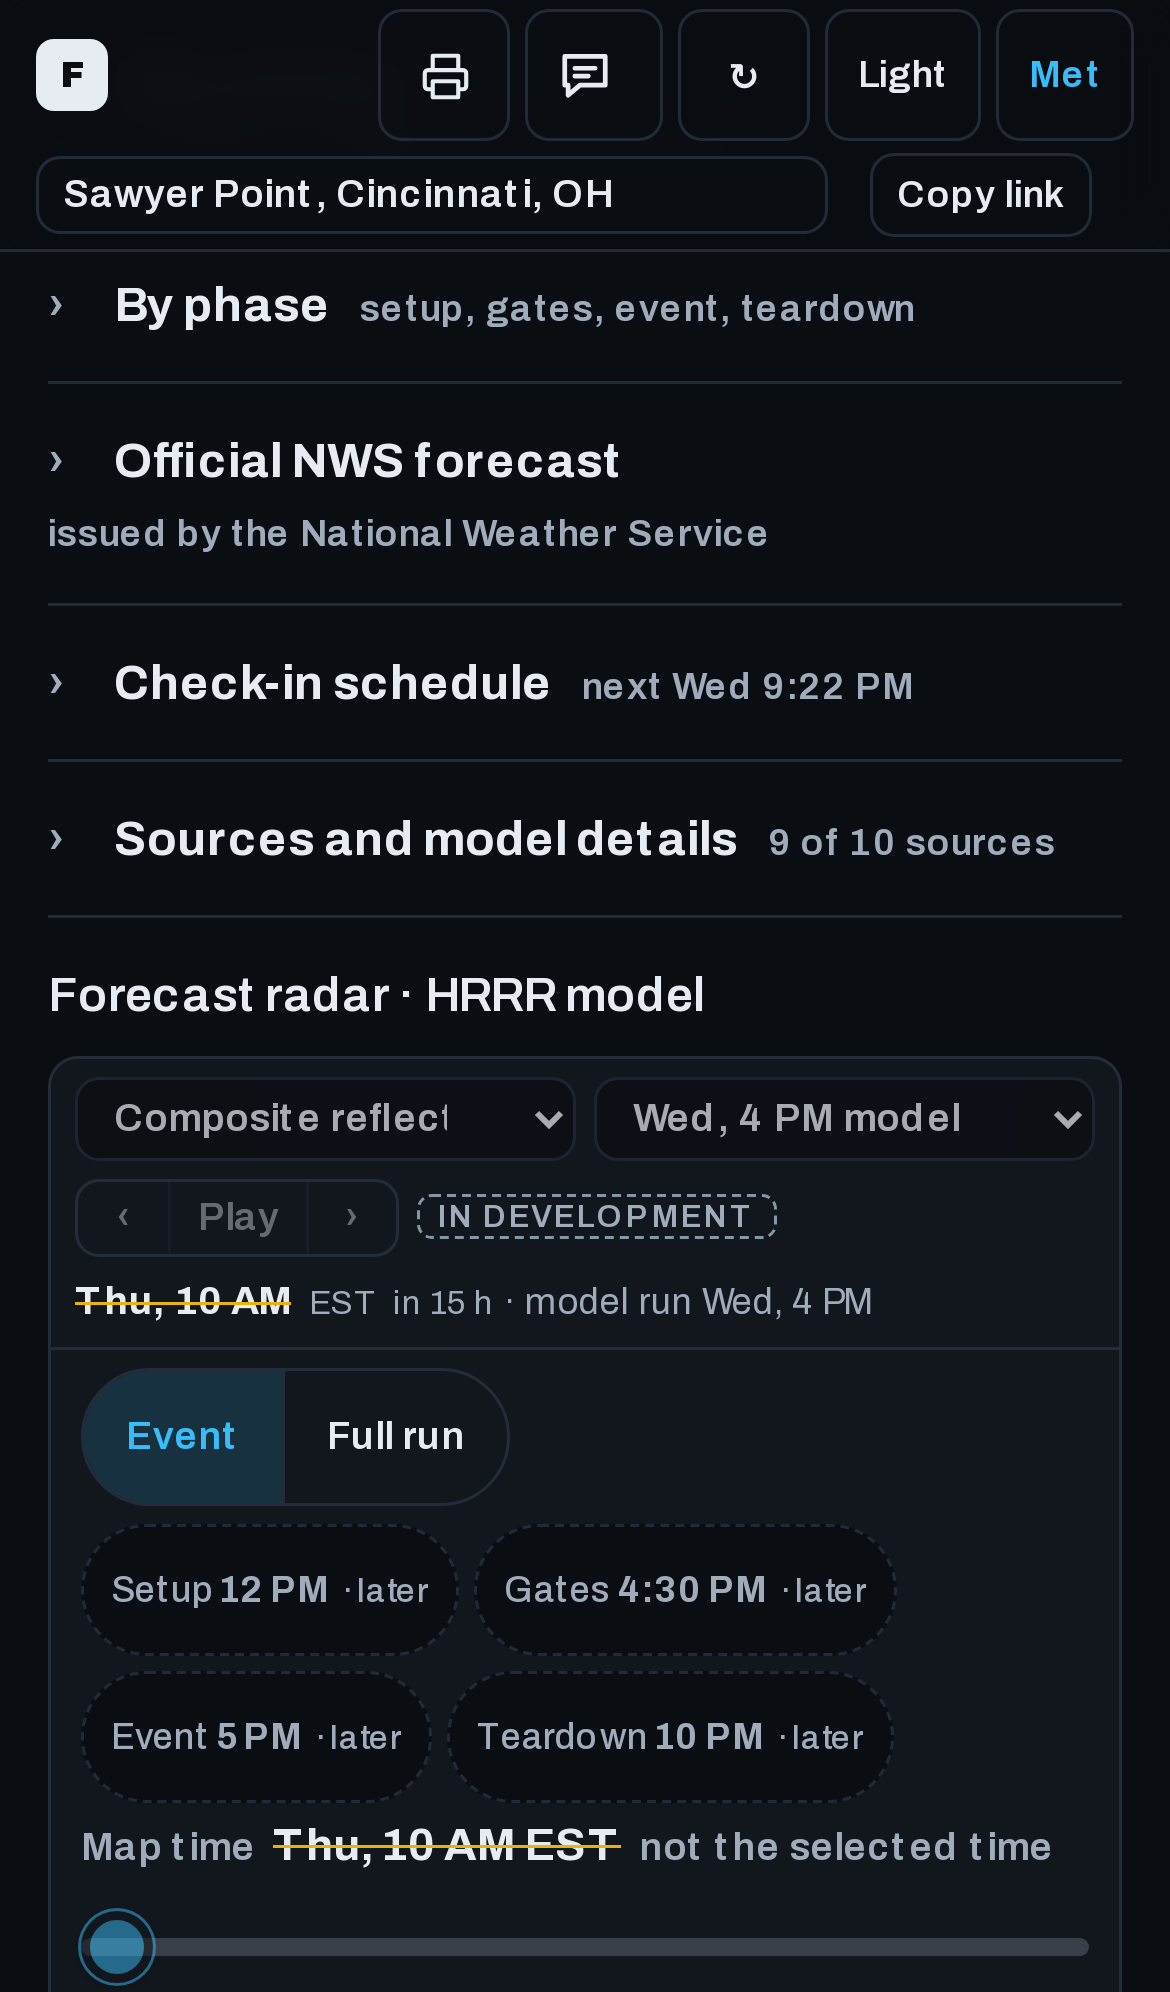 F Light Met
Sawyer Point, Cincinnati, OH Copy link
By phase setup, gates, event, teardown
Official NWS forecast
issued by the National Weather Service
Check-in schedule next Wed 9:22 PM
Sources and model details 9 of 10 sources
Forecast radar · HRRR model
Composite reflect Wed, 4 PM model
‹ Play › IN DEVELOPMENT
Thu, 10 AM EST in 15 h · model run Wed, 4 PM
Event Full run
Setup 12 PM · later Gates 4:30 PM · later
Event 5 PM · later Teardown 10 PM · later
Map time Thu, 10 AM EST not the selected time